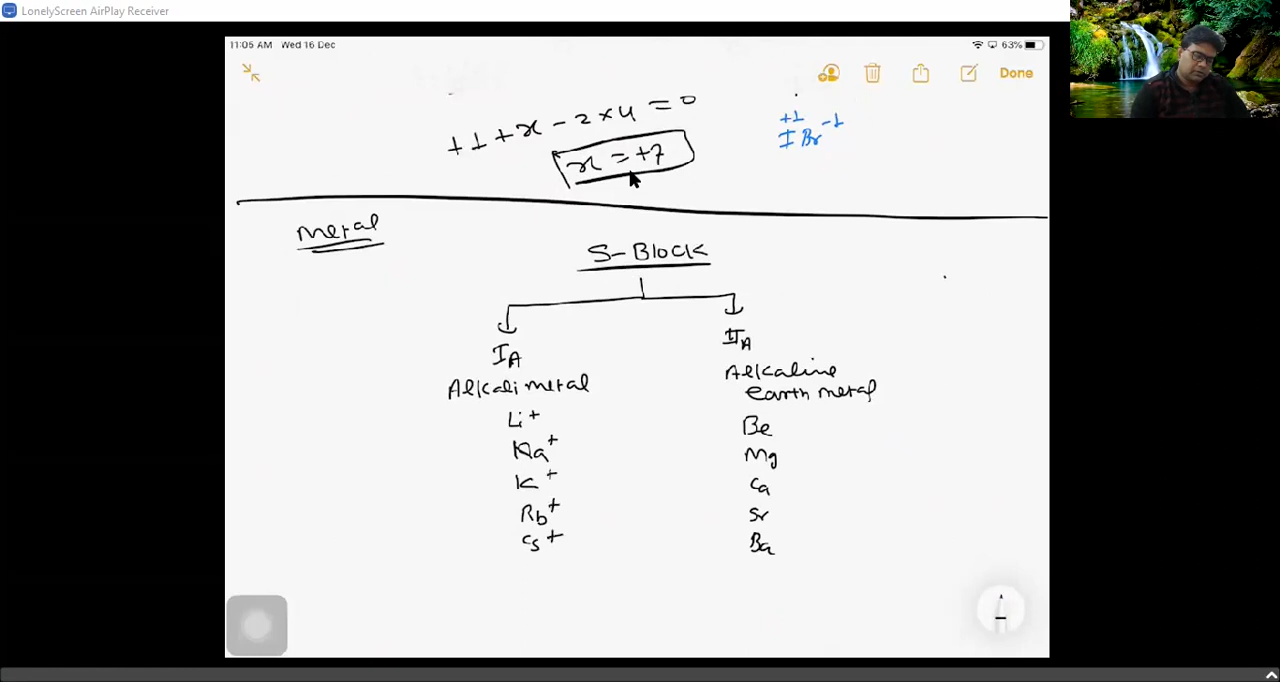 LonelyScreen AirPlay Receiver
11:05 AM Wed 16 Dec
63%
Done
+1 + x - 2 × 4 = 0
x = +7
+1 -1
I Br
Metal
S-Block
IA
IIA
Alkali metal
Alkaline
earth metal
Li+
Be
Na+
Mg
K+
Ca
Rb+
Sr
Cs+
Ba